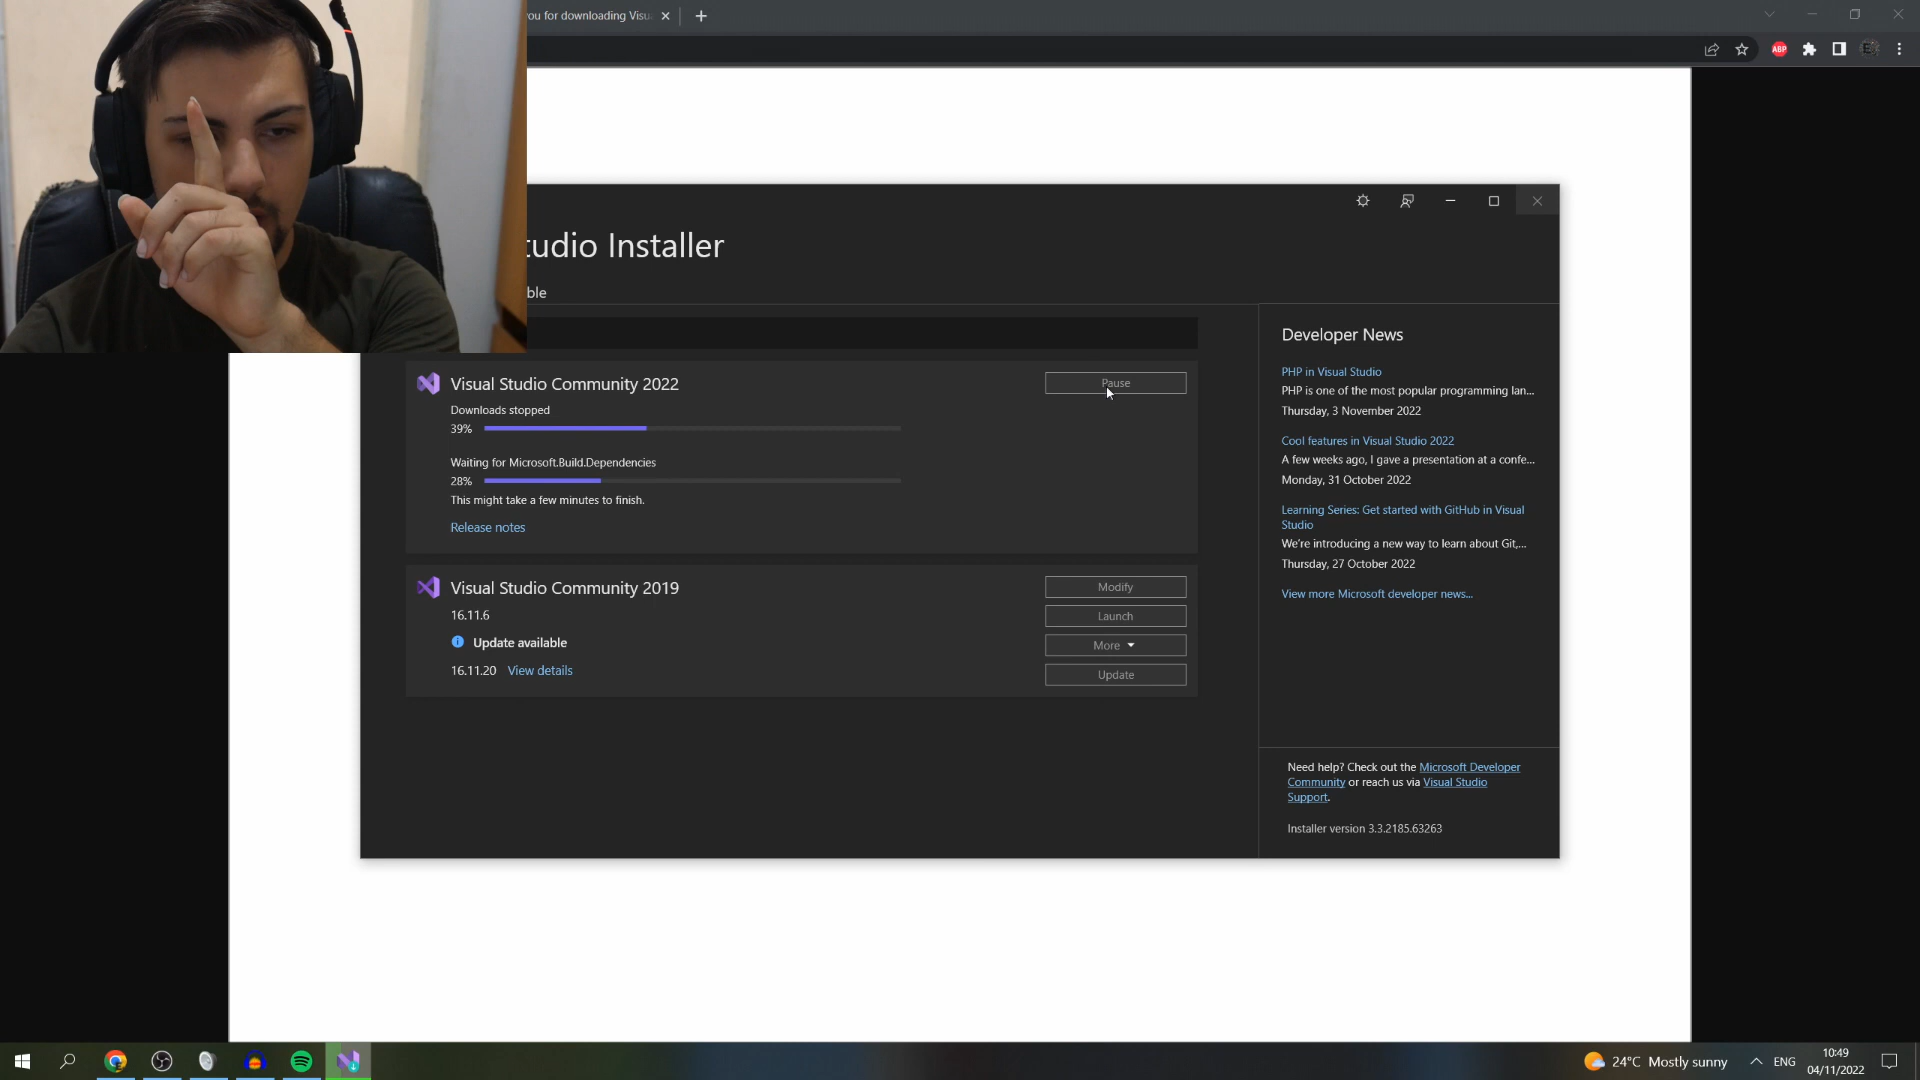 you for downloading Visu
ABP
tudio Installer
ble
Visual Studio Community 2022
Pause
Downloads stopped
39%
Waiting for Microsoft.Build.Dependencies
28%
This might take a few minutes to finish.
Release notes
Visual Studio Community 2019
Modify
16.11.6
Launch
Update available
More
16.11.20 View details
Update
Developer News
PHP in Visual Studio
PHP is one of the most popular programming lan...
Thursday, 3 November 2022
Cool features in Visual Studio 2022
A few weeks ago, I gave a presentation at a confe...
Monday, 31 October 2022
Learning Series: Get started with GitHub in Visual
Studio
We're introducing a new way to learn about Git,...
Thursday, 27 October 2022
View more Microsoft developer news...
Need help? Check out the Microsoft Developer
Community or reach us via Visual Studio
Support.
Installer version 3.3.2185.63263
24°C Mostly sunny
ENG
10:49
04/11/2022